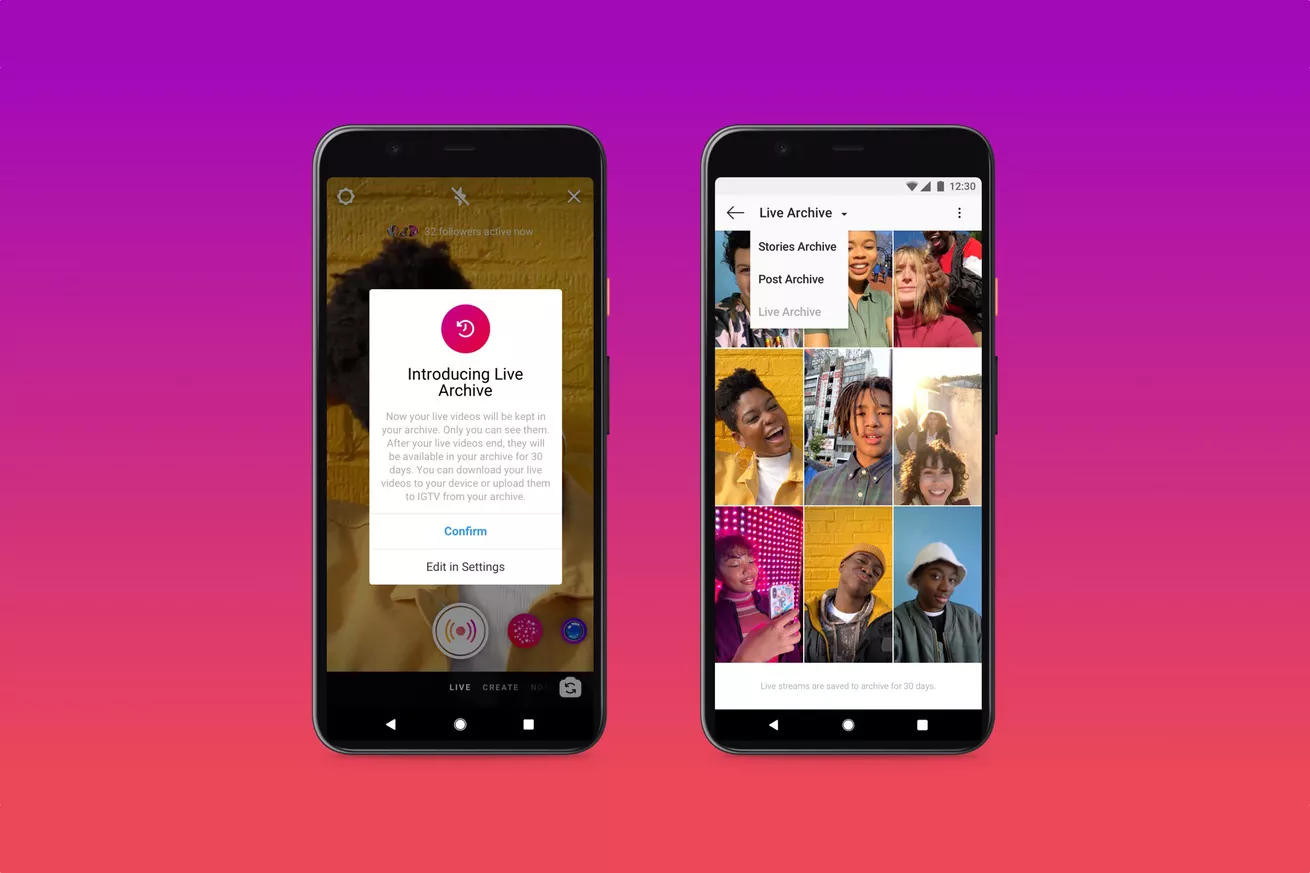 32 followers active now
Introducing Live
Archive
Now your live videos will be kept in
your archive. Only you can see them.
After your live videos end, they will
be available in your archive for 30
days. You can download your live
videos to your device or upload them
to IGTV from your archive.
Confirm
Edit in Settings
LIVE CREATE
12:30
Live Archive
Stories Archive
Post Archive
Live Archive
Live streams are saved to archive for 30 days.